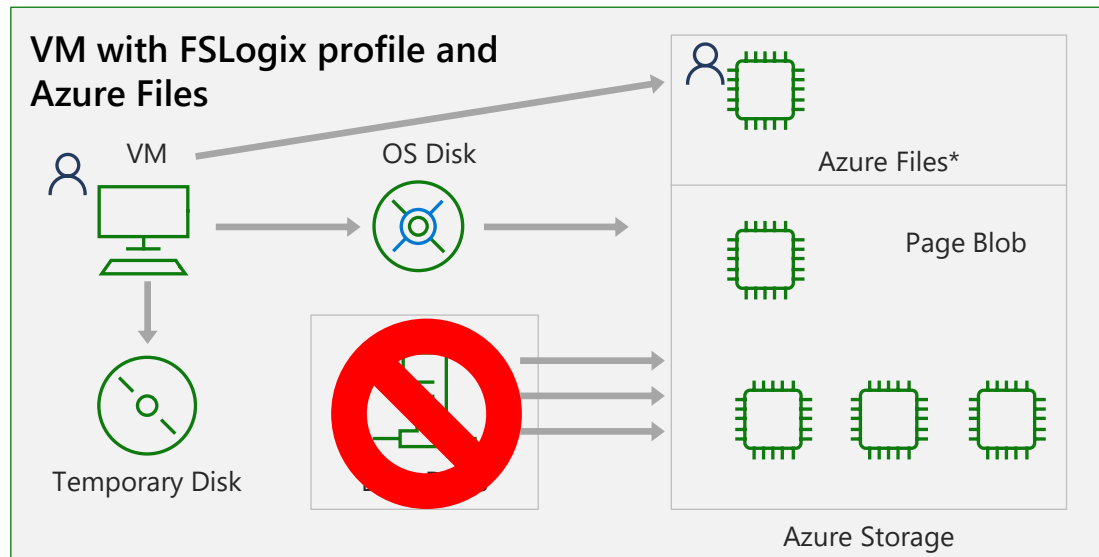 VM with FSLogix profile and
Azure Files
VM
OS Disk
Azure Files*
Page Blob
Temporary Disk
Azure Storage